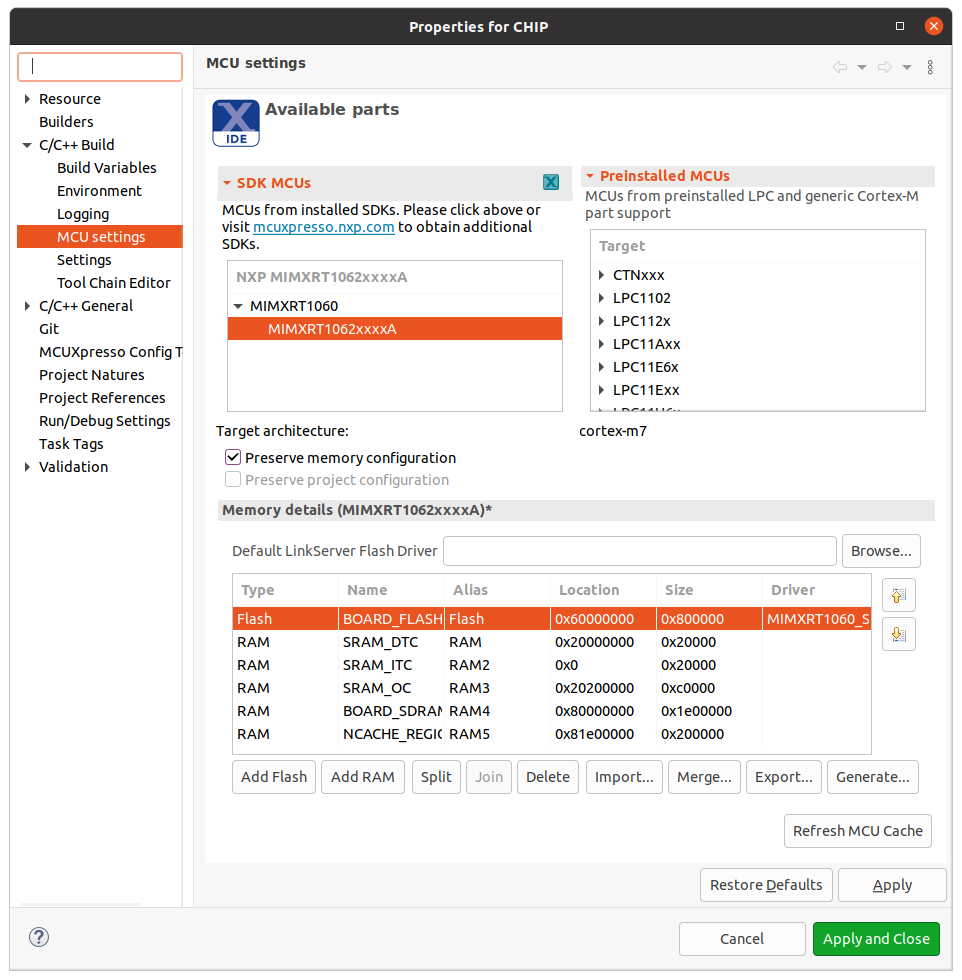 Properties for CHIP
Resource
Builders
C/C++ Build
Build Variables
Environment
Logging
MCU settings
Settings
Tool Chain Editor
C/C++ General
Git
MCUXpresso Config T
Project Natures
Project References
Run/Debug Settings
Task Tags
Validation
MCU settings
IDE
Available parts
SDK MCUs
MCUs from installed SDKs. Please click above or
visit mcuxpresso.nxp.com to obtain additional
SDKs.
NXP MIMXRT1062xxxxA
MIMXRT1060
MIMXRT1062xxxxA
Preinstalled MCUs
MCUs from preinstalled LPC and generic Cortex-M
part support
Target
CTNxxx
LPC1102
LPC112x
LPC11Axx
LPC11E6x
LPC11Exx
Target architecture: cortex-m7
Preserve memory configuration
Preserve project configuration
Memory details (MIMXRT1062xxxxA)*
Default LinkServer Flash Driver Browse...
Type Name Alias Location Size Driver
Flash BOARD_FLASH Flash 0x60000000 0x800000 MIMXRT1060_S
RAM SRAM_DTC RAM 0x20000000 0x20000
RAM SRAM_ITC RAM2 0x0 0x20000
RAM SRAM_OC RAM3 0x20200000 0xc0000
RAM BOARD_SDRAM RAM4 0x80000000 0x1e00000
RAM NCACHE_REGIO RAM5 0x81e00000 0x200000
Add Flash Add RAM Split Join Delete Import... Merge... Export... Generate...
Refresh MCU Cache
Restore Defaults Apply
? Cancel Apply and Close